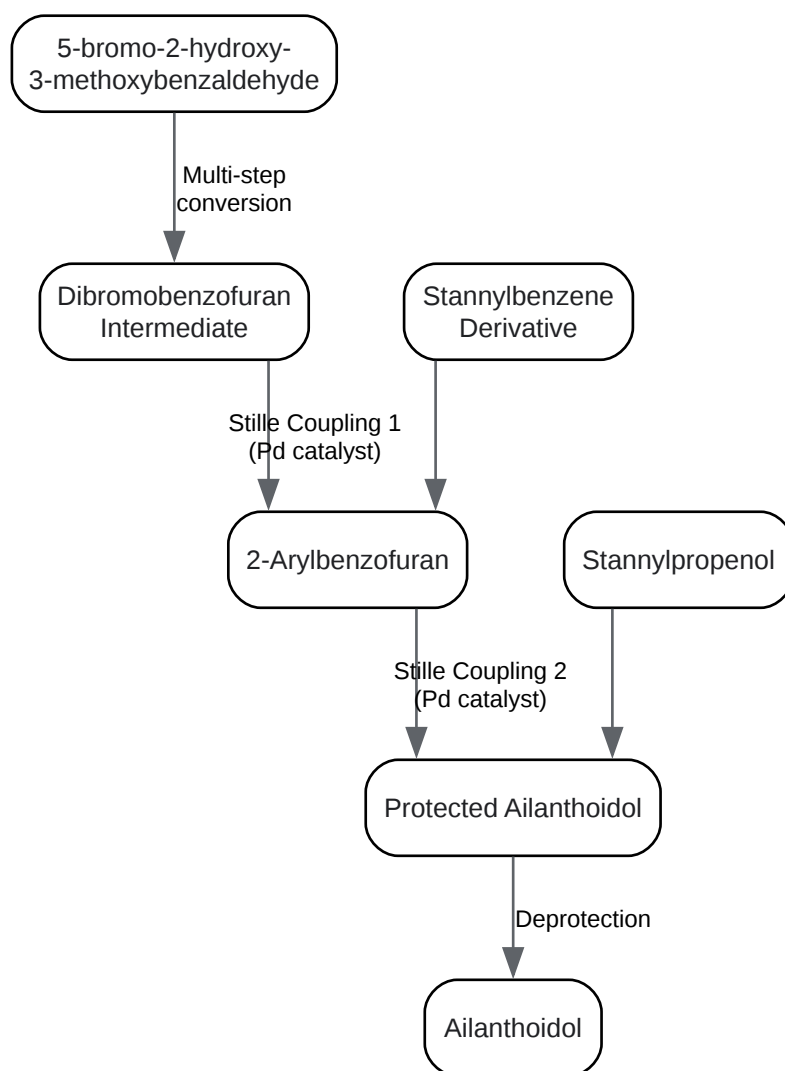 5-bromo-2-hydroxy-
3-methoxybenzaldehyde
Multi-step
conversion
Dibromobenzofuran
Intermediate
Stannylbenzene
Derivative
Stille Coupling 1
(Pd catalyst)
2-Arylbenzofuran
Stannylpropenol
Stille Coupling 2
(Pd catalyst)
Protected Ailanthoidol
Deprotection
Ailanthoidol